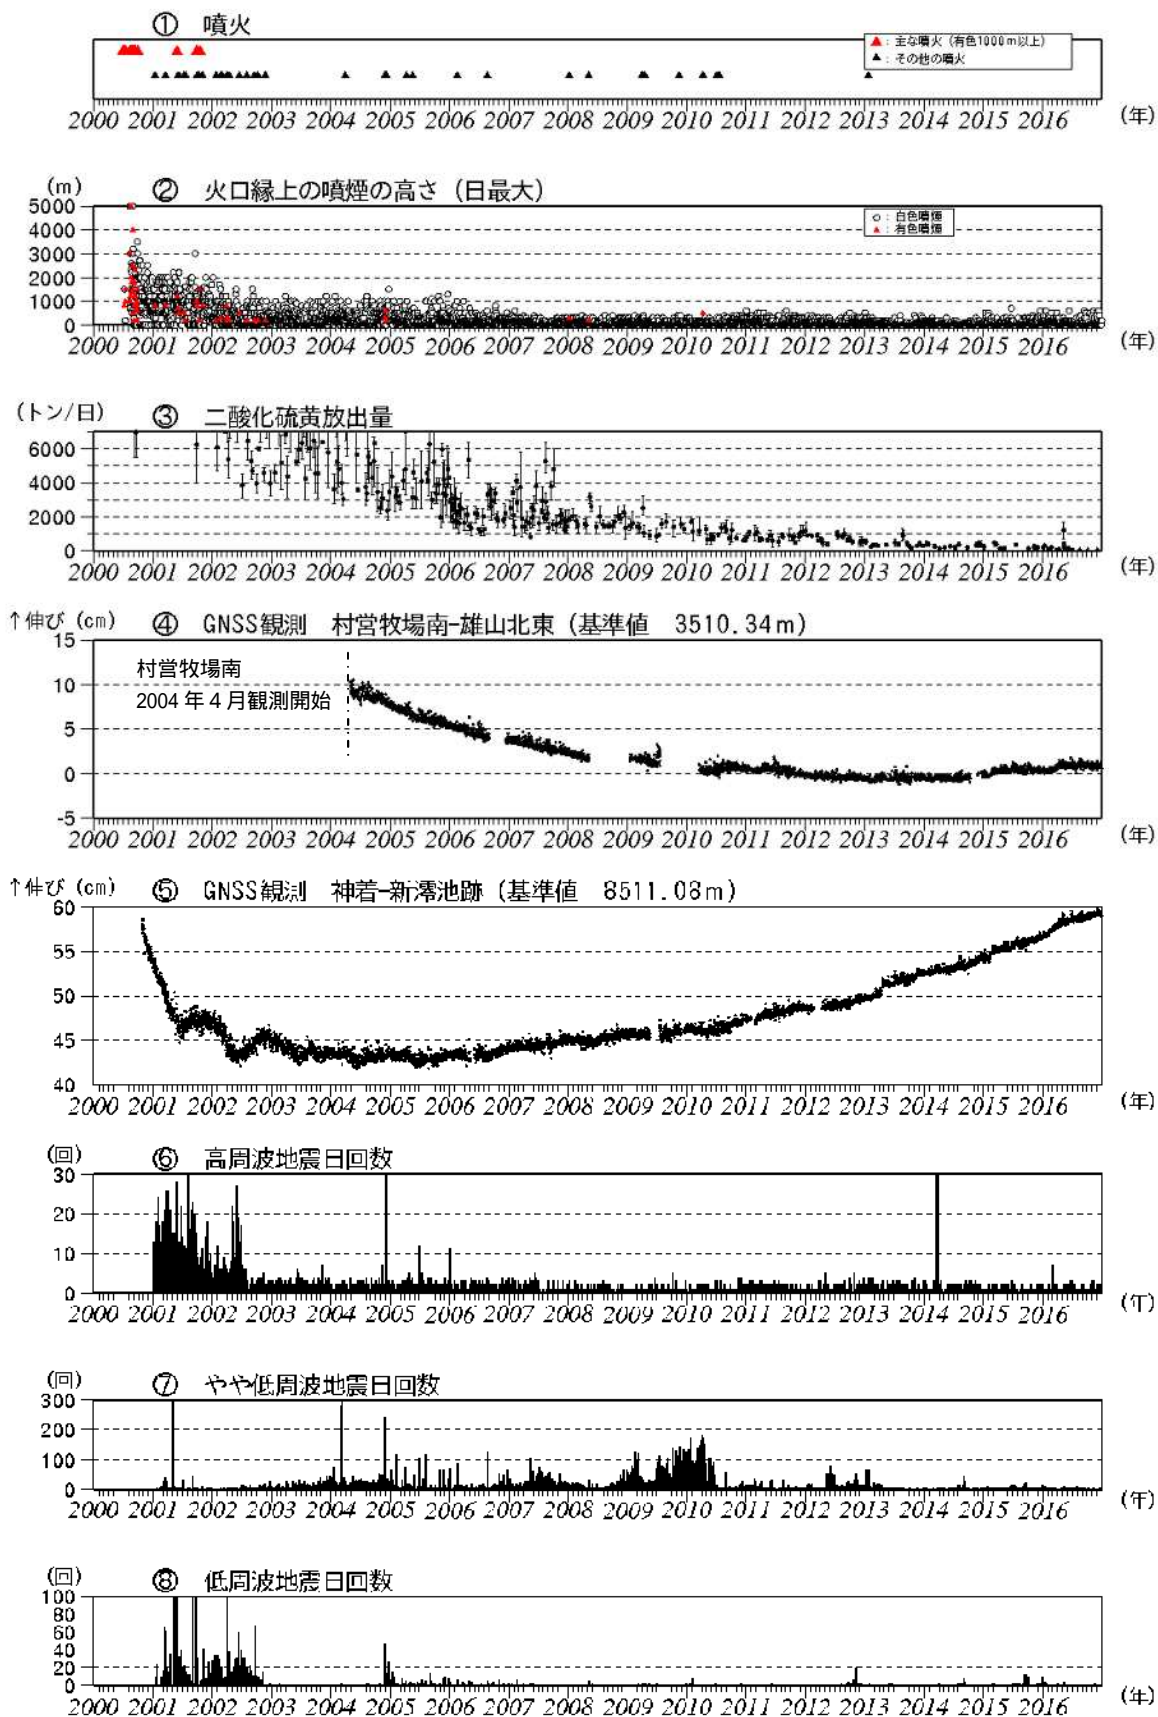 ① 噴火
▲: 主な噴火 (有色1000m以上)
▲: その他の噴火
2000 2001 2002 2003 2004 2005 2006 2007 2008 2009 2010 2011 2012 2013 2014 2015 2016 (年)
(m) ② 火口縁上の噴煙の高さ (日最大)
○: 白色噴煙
▲: 有色噴煙
5000
4000
3000
2000
1000
0
2000 2001 2002 2003 2004 2005 2006 2007 2008 2009 2010 2011 2012 2013 2014 2015 2016 (年)
(トン/日) ③ 二酸化硫黄放出量
6000
4000
2000
0
2000 2001 2002 2003 2004 2005 2006 2007 2008 2009 2010 2011 2012 2013 2014 2015 2016 (年)
↑伸び (cm) ④ GNSS観測 村営牧場南-雄山北東 (基準値 3510.34m)
15
村営牧場南
10
2004 年 4 月観測開始
5
0
-5
2000 2001 2002 2003 2004 2005 2006 2007 2008 2009 2010 2011 2012 2013 2014 2015 2016 (年)
↑伸び (cm) ⑤ GNSS観測 神着-新澪池跡 (基準値 8511.08m)
60
55
50
45
40
2000 2001 2002 2003 2004 2005 2006 2007 2008 2009 2010 2011 2012 2013 2014 2015 2016 (年)
(回) ⑥ 高周波地震日回数
30
20
10
0
2000 2001 2002 2003 2004 2005 2006 2007 2008 2009 2010 2011 2012 2013 2014 2015 2016 (年)
(回) ⑦ やや低周波地震日回数
300
200
100
0
2000 2001 2002 2003 2004 2005 2006 2007 2008 2009 2010 2011 2012 2013 2014 2015 2016 (年)
(回) ⑧ 低周波地震日回数
100
80
60
40
20
0
2000 2001 2002 2003 2004 2005 2006 2007 2008 2009 2010 2011 2012 2013 2014 2015 2016 (年)